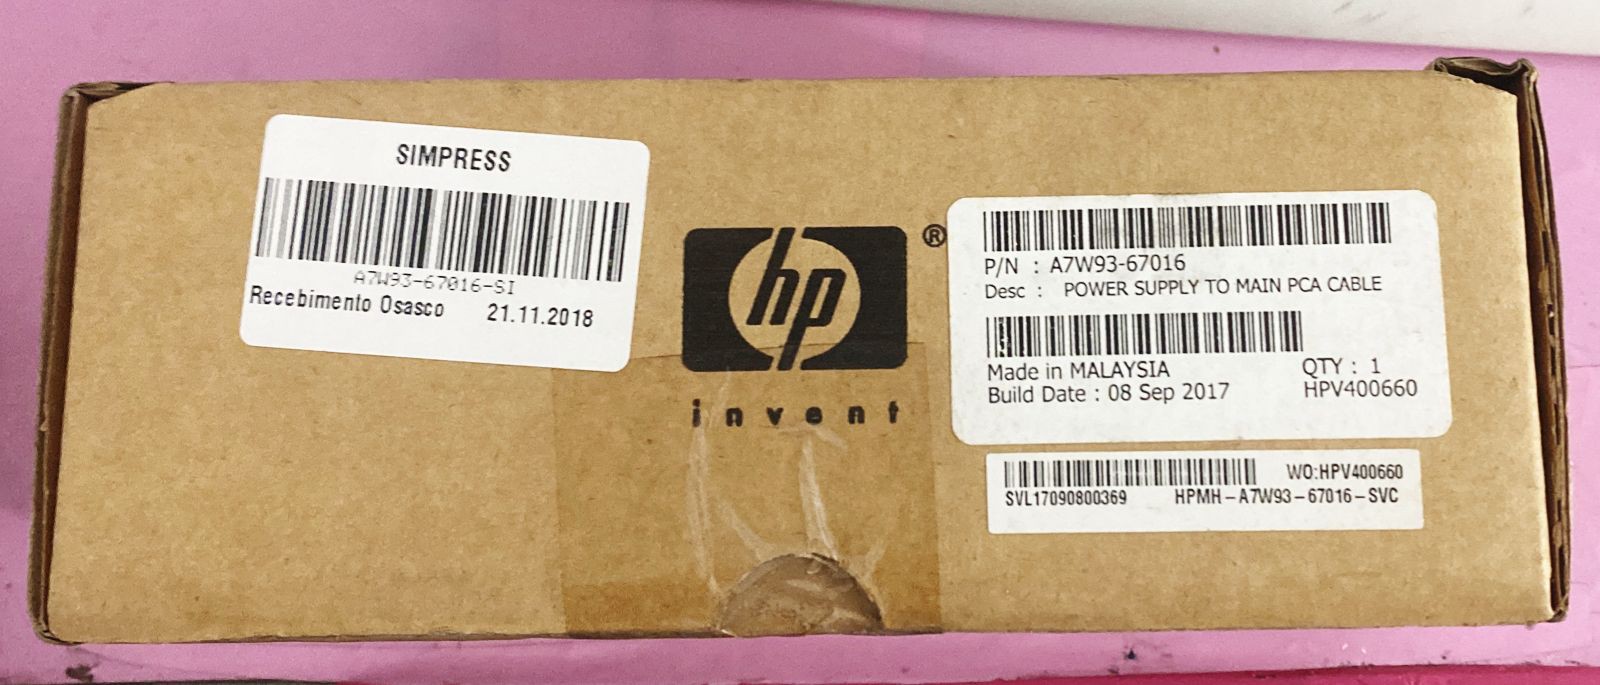 SIMPRESS
A7W93-67016-SI
Recebimento Osasco 21.11.2018
hp ®
invent
P/N : A7W93-67016
Desc : POWER SUPPLY TO MAIN PCA CABLE
Made in MALAYSIA QTY : 1
Build Date : 08 Sep 2017 HPV400660
WO:HPV400660
SVL17090800369 HPMH-A7W93-67016-SVC